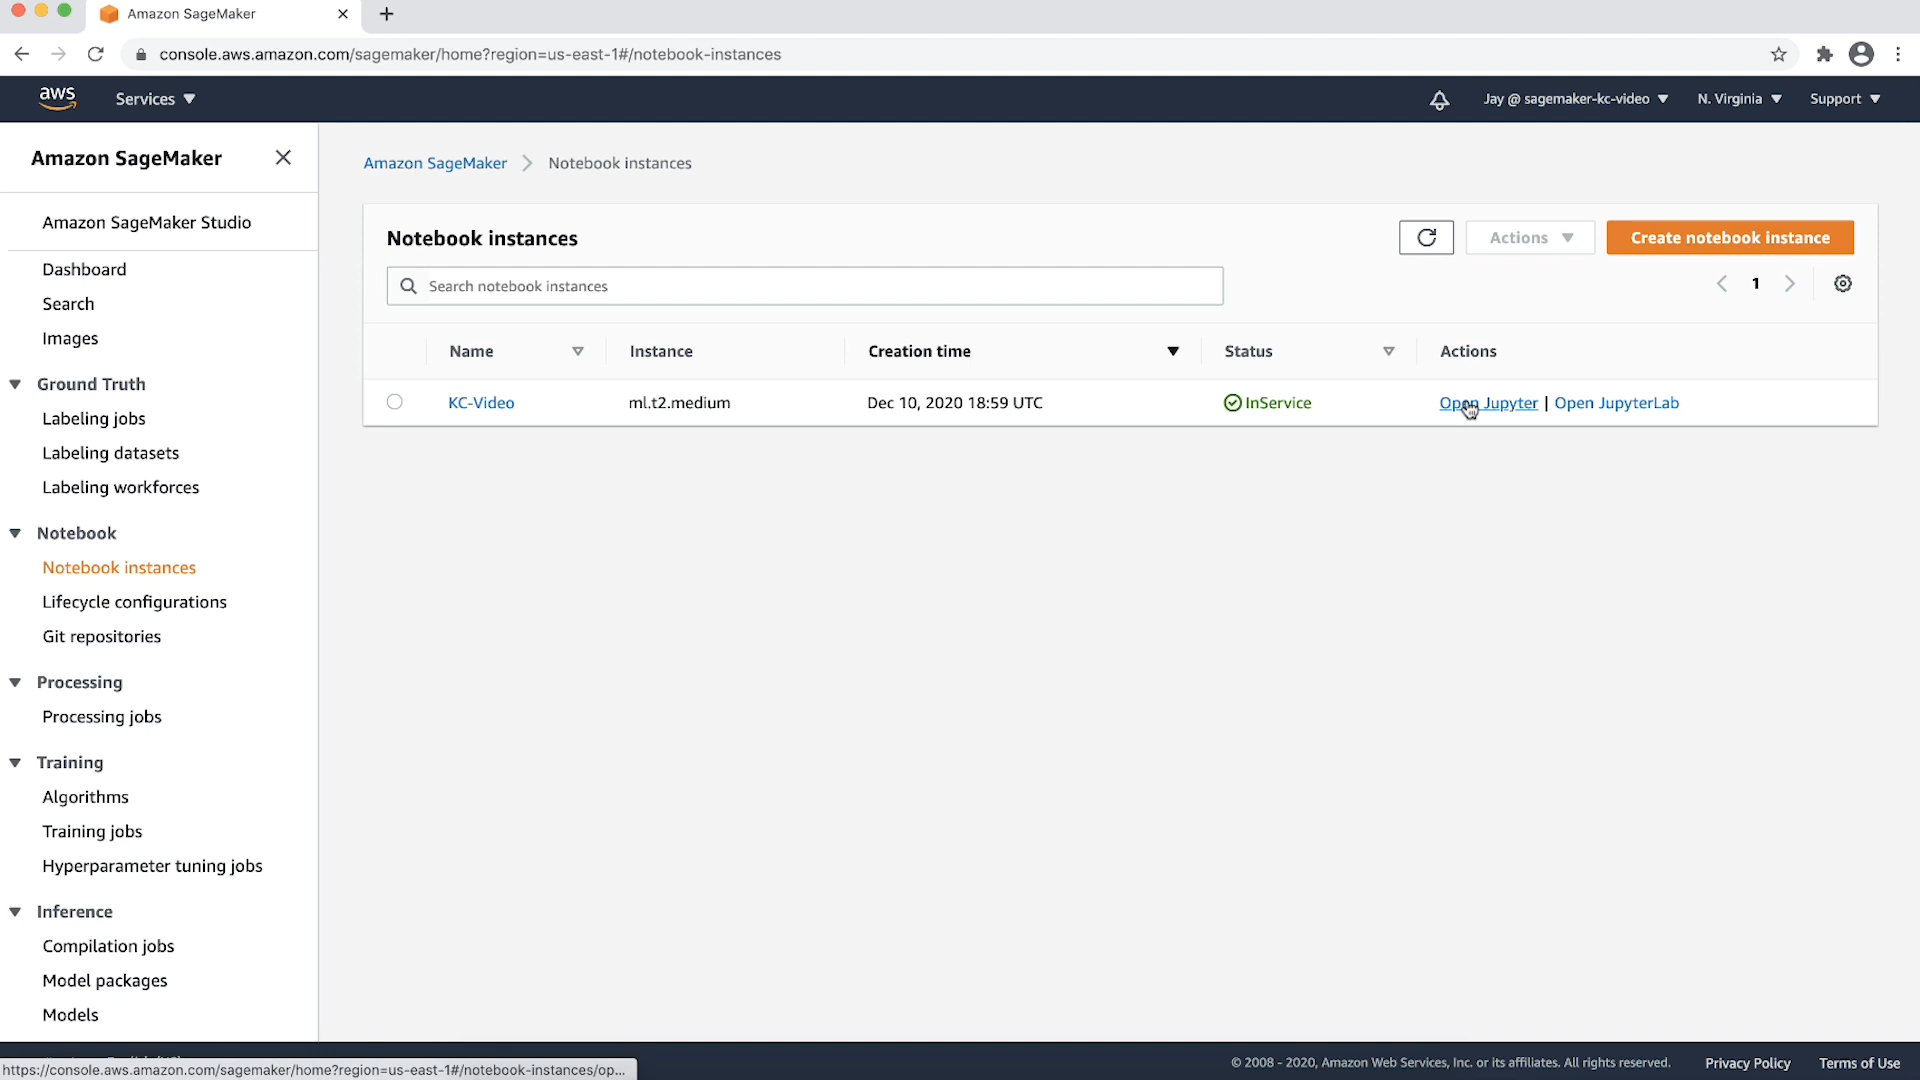 Amazon SageMaker
console.aws.amazon.com/sagemaker/home?region=us-east-1#/notebook-instances
aws
Services
Jay @ sagemaker-kc-video
N. Virginia
Support
Amazon SageMaker
Amazon SageMaker Studio
Dashboard
Search
Images
Ground Truth
Labeling jobs
Labeling datasets
Labeling workforces
Notebook
Notebook instances
Lifecycle configurations
Git repositories
Processing
Processing jobs
Training
Algorithms
Training jobs
Hyperparameter tuning jobs
Inference
Compilation jobs
Model packages
Models
Amazon SageMaker > Notebook instances
Notebook instances
Actions
Create notebook instance
Search notebook instances
1
Name Instance Creation time Status Actions
KC-Video ml.t2.medium Dec 10, 2020 18:59 UTC InService Open Jupyter | Open JupyterLab
https://console.aws.amazon.com/sagemaker/home?region=us-east-1#/notebook-instances/op...
© 2008 - 2020, Amazon Web Services, Inc. or its affiliates. All rights reserved. Privacy Policy Terms of Use